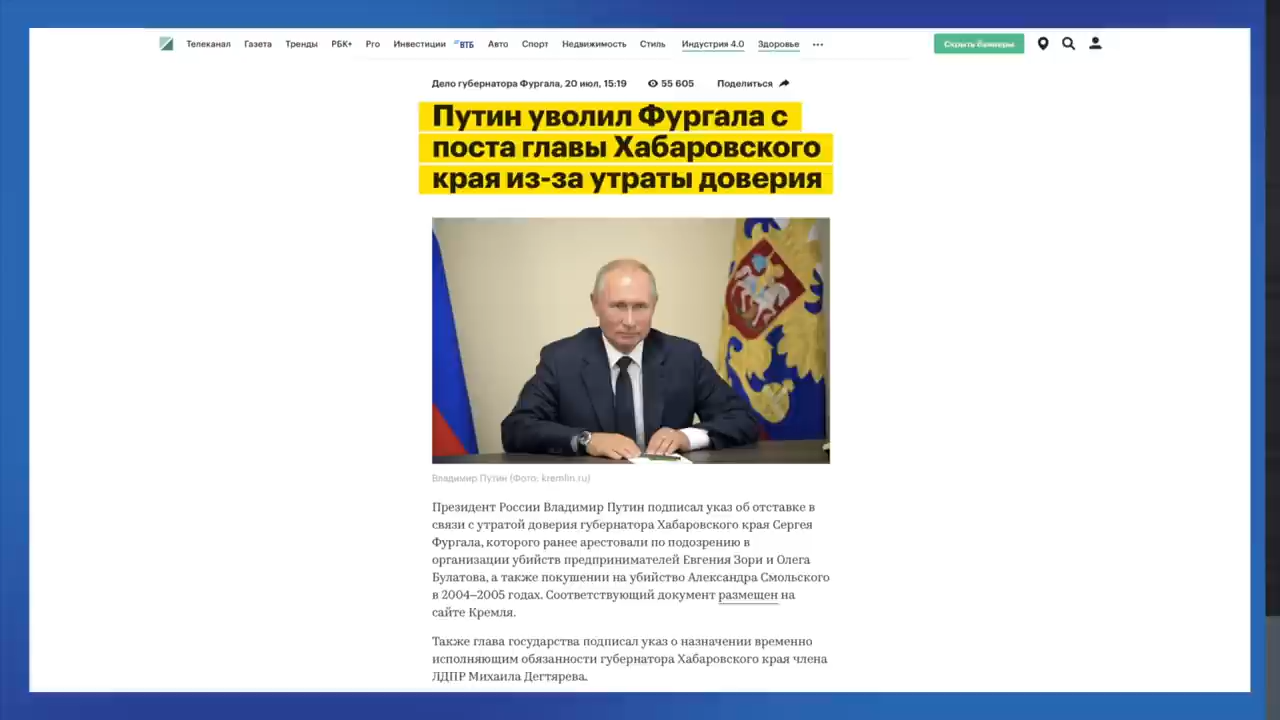 Телеканал Газета Тренды РБК+ Pro Инвестиции ВТБ Авто Спорт Недвижимость Стиль Индустрия 4.0 Здоровье ... Скрыть баннеры
Дело губернатора Фургала, 20 июл, 15:19 55 605 Поделиться
Путин уволил Фургала с
поста главы Хабаровского
края из-за утраты доверия
Владимир Путин (Фото: kremlin.ru)
Президент России Владимир Путин подписал указ об отставке в
связи с утратой доверия губернатора Хабаровского края Сергея
Фургала, которого ранее арестовали по подозрению в
организации убийств предпринимателей Евгения Зори и Олега
Булатова, а также покушении на убийство Александра Смольского
в 2004–2005 годах. Соответствующий документ размещен на
сайте Кремля.
Также глава государства подписал указ о назначении временно
исполняющим обязанности губернатора Хабаровского края члена
ЛДПР Михаила Дегтярева.